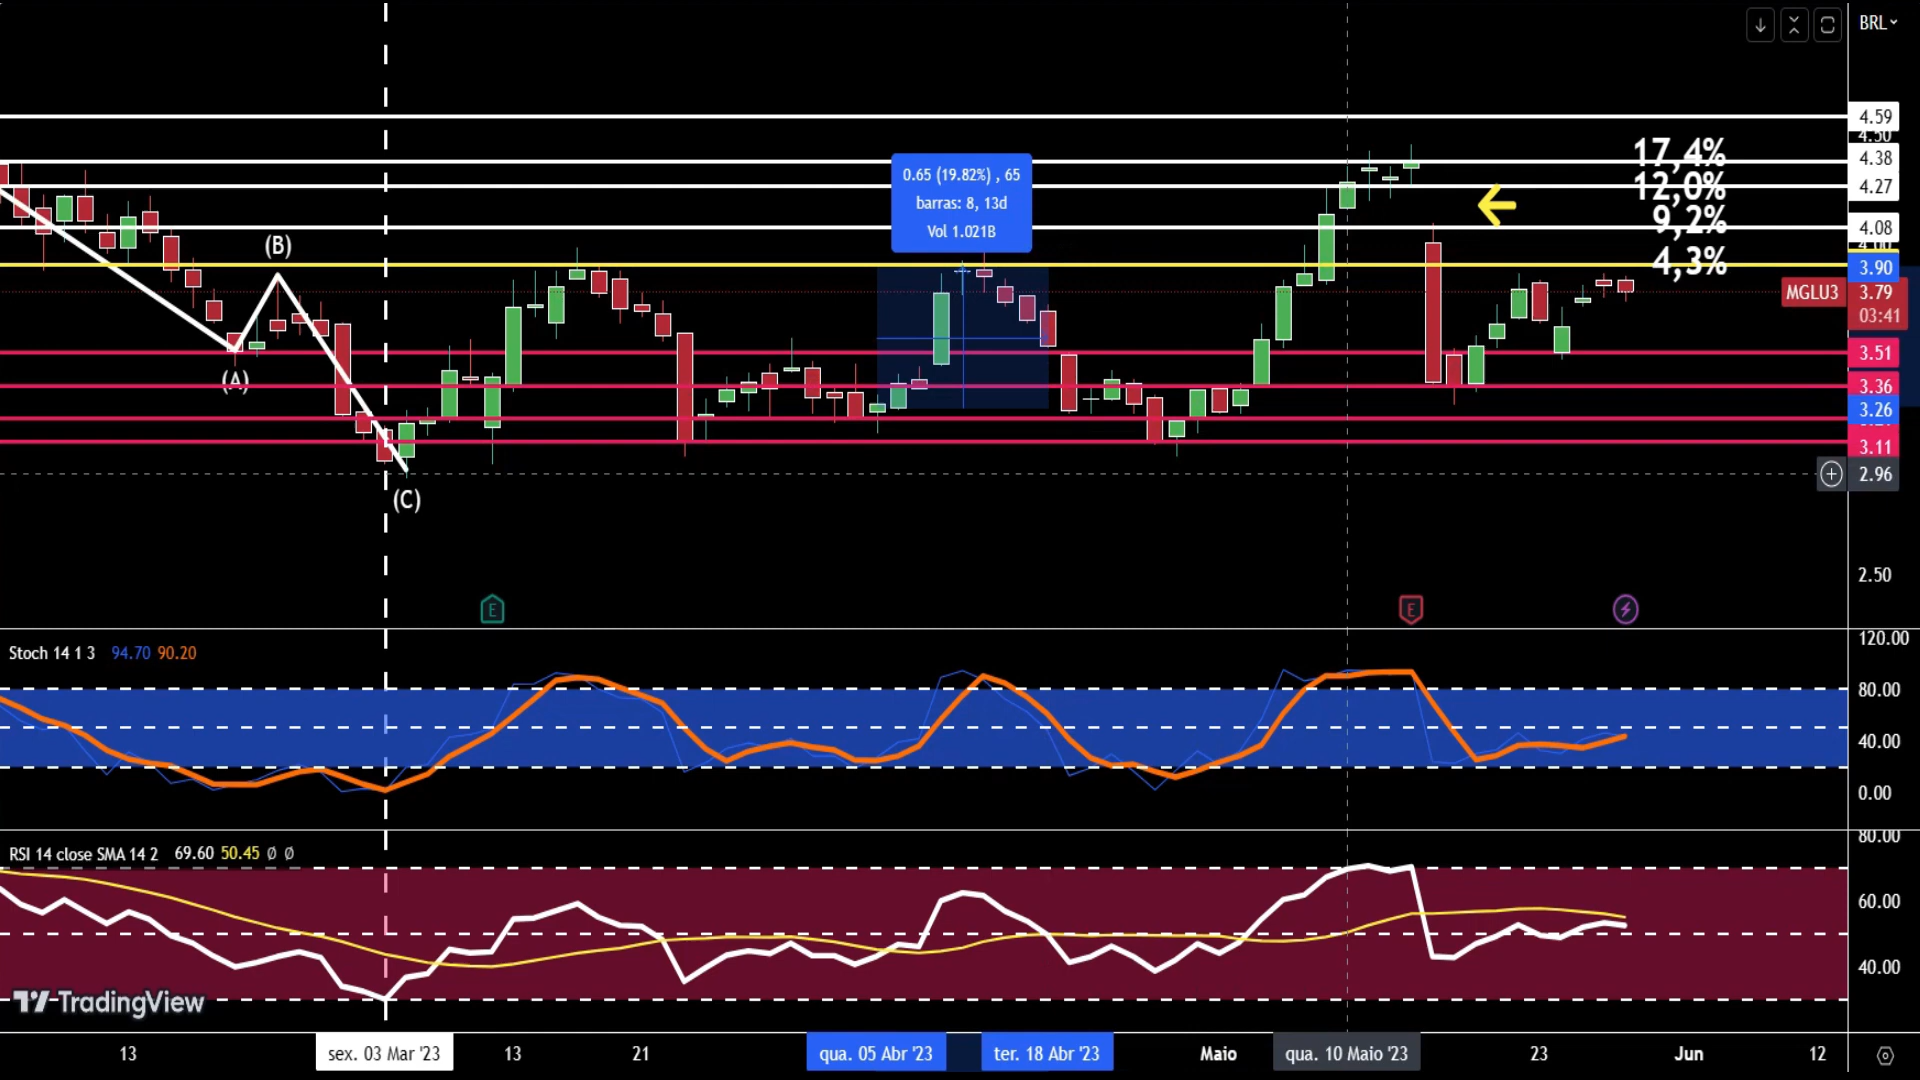 BRL
4.59
4.50
17,4%
4.38
12,0%
4.27
9,2%
4.08
4.00
4,3%
3.90
0.65 (19.82%) , 65
barras: 8, 13d
Vol 1.021B
(B)
(A)
(C)
MGLU3 3.79
03:41
3.51
3.36
3.26
3.11
2.96
2.50
E
E
Stoch 14 1 3 94.70 90.20
120.00
80.00
40.00
0.00
RSI 14 close SMA 14 2 69.60 50.45 Ø Ø
80.00
60.00
40.00
TradingView
13 sex. 03 Mar '23 13 21 qua. 05 Abr '23 ter. 18 Abr '23 Maio qua. 10 Maio '23 23 Jun 12